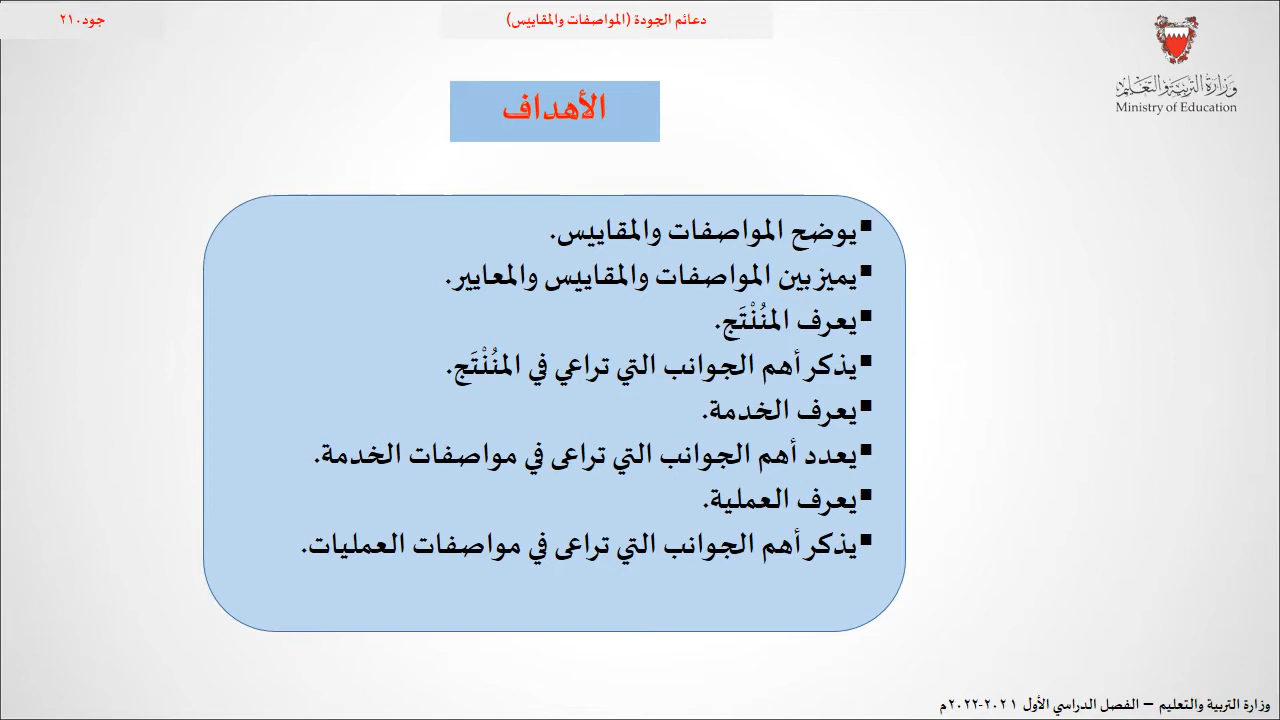 دعائم الجودة (المواصفات والمقاييس)
جود٢١٠
وزارة التربية والتعليم
Ministry of Education
الأهداف
▪يوضح المواصفات والمقاييس.
▪يميز بين المواصفات والمقاييس والمعايير.
▪يعرف المُنْتَج.
▪يذكر أهم الجوانب التي تراعي في المُنْتَج.
▪يعرف الخدمة.
▪يعدد أهم الجوانب التي تراعى في مواصفات الخدمة.
▪يعرف العملية.
▪يذكر أهم الجوانب التي تراعى في مواصفات العمليات.
وزارة التربية والتعليم – الفصل الدراسي الأول ٢٠٢١-٢٠٢٢م